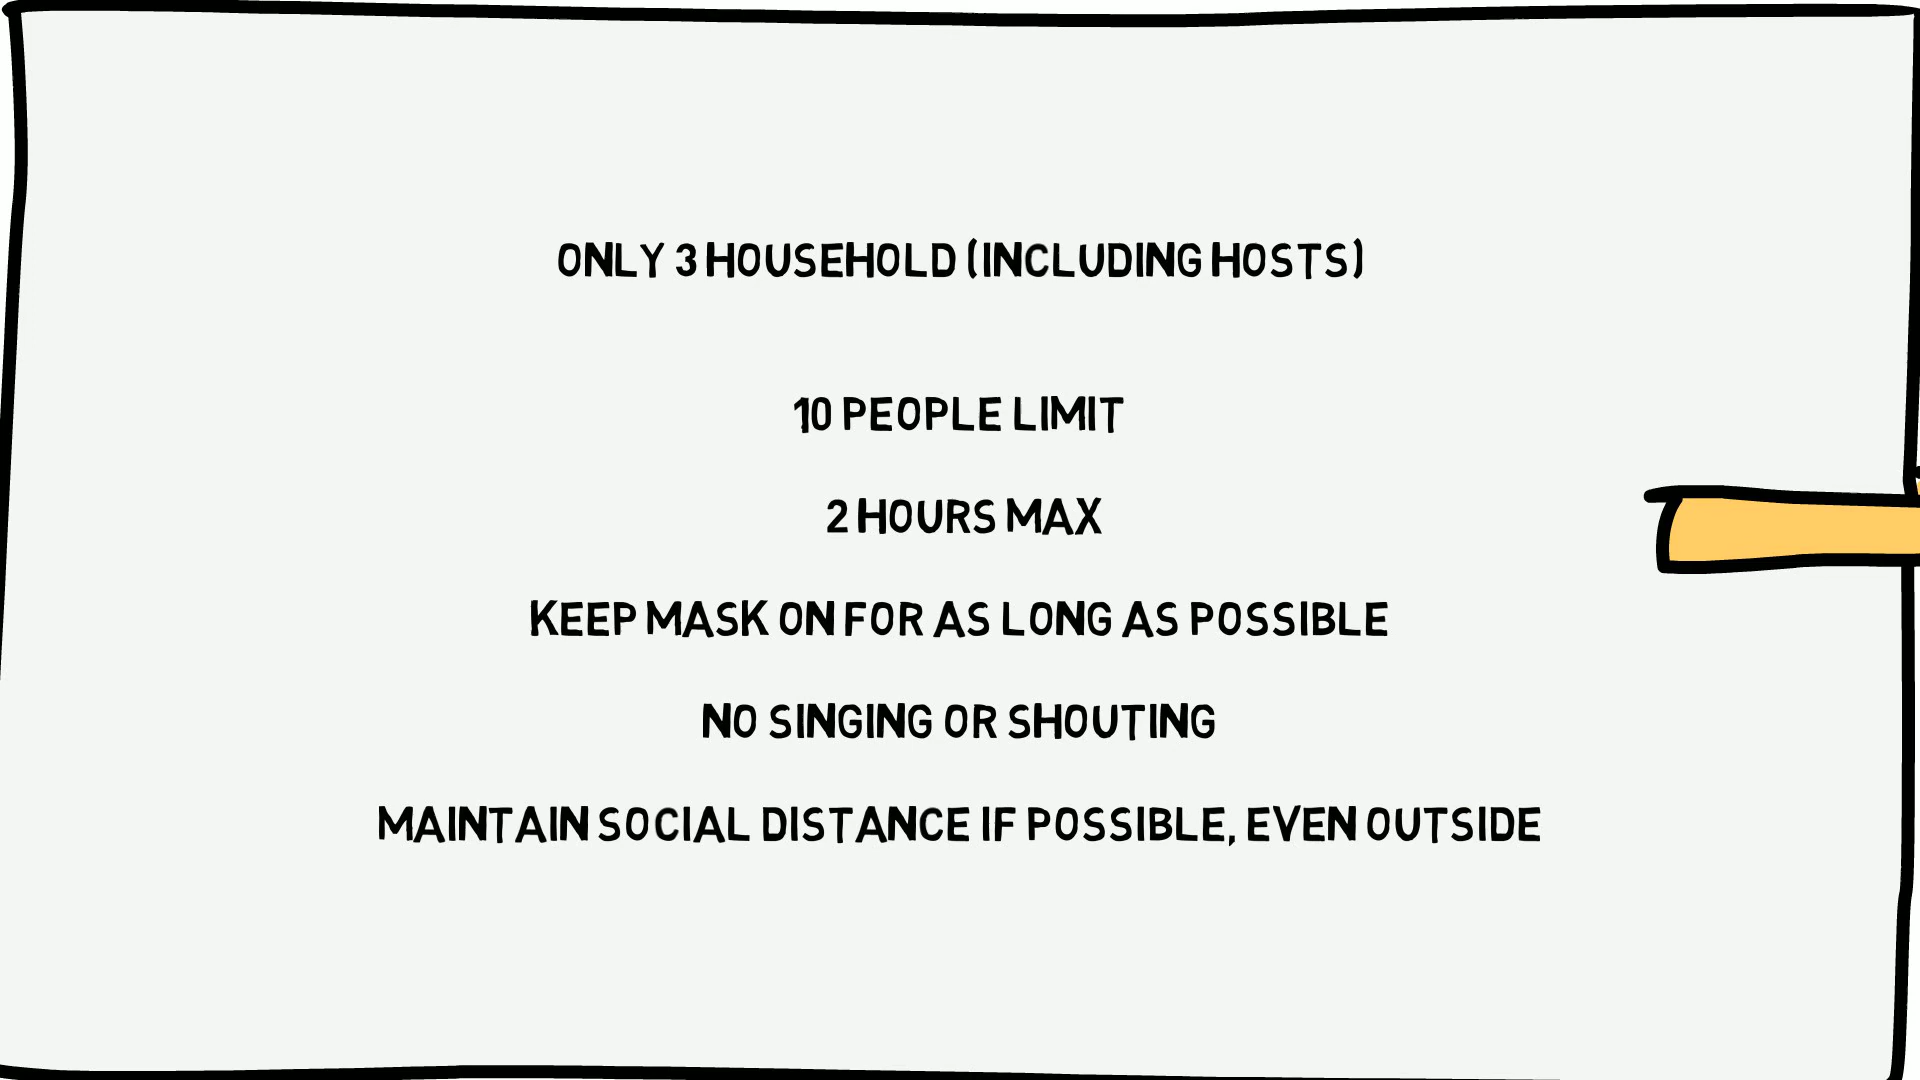 ONLY 3 HOUSEHOLD (INCLUDING HOSTS)
10 PEOPLE LIMIT
2 HOURS MAX
KEEP MASK ON FOR AS LONG AS POSSIBLE
NO SINGING OR SHOUTING
MAINTAIN SOCIAL DISTANCE IF POSSIBLE, EVEN OUTSIDE